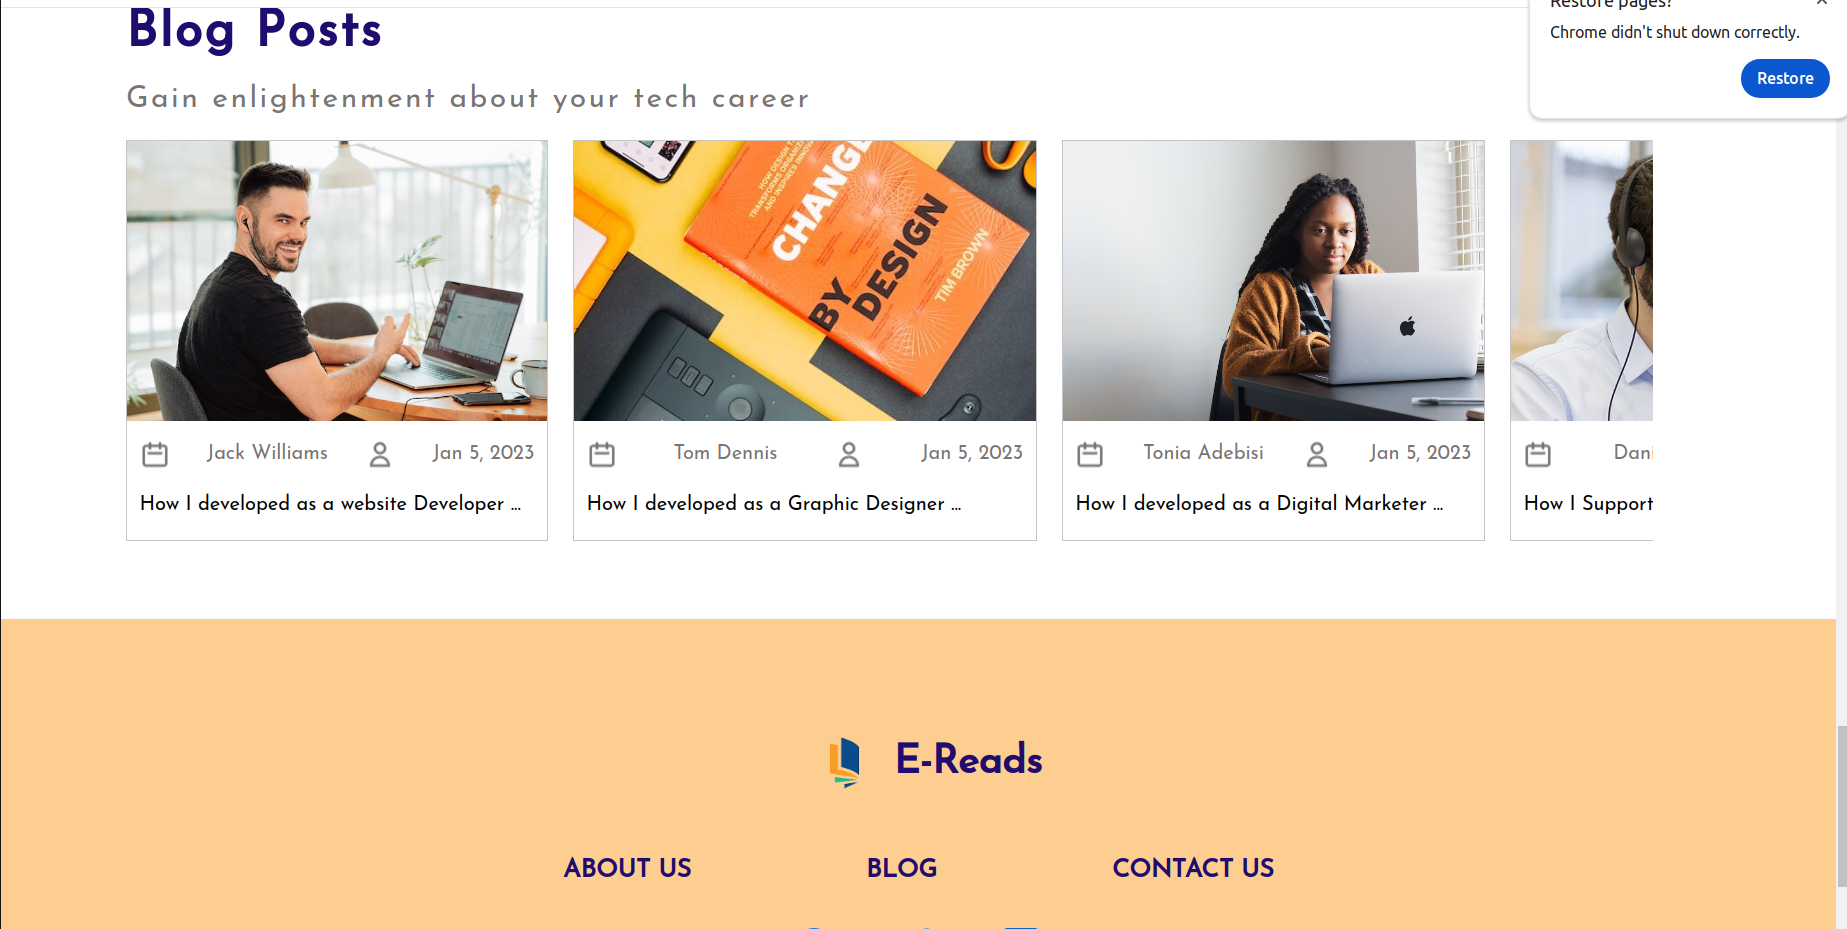 Restore pages?
Blog Posts
Chrome didn't shut down correctly.
Restore
Gain enlightenment about your tech career
HOW DESIGN T
TRANSFORMS ORGANIZA
AND INSPIRES INNOVA
CHANGE
BY
DESIGN
TIM BROWN
Jack Williams Jan 5, 2023
Tom Dennis Jan 5, 2023
Tonia Adebisi Jan 5, 2023
Dani
How I developed as a website Developer ...
How I developed as a Graphic Designer ...
How I developed as a Digital Marketer ...
How I Support
E-Reads
ABOUT US BLOG CONTACT US